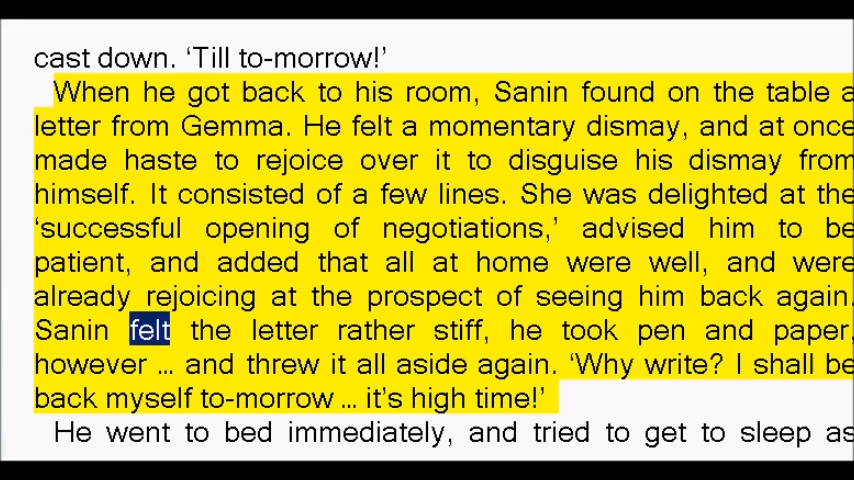 cast down. ‘Till to-morrow!’
When he got back to his room, Sanin found on the table a
letter from Gemma. He felt a momentary dismay, and at once
made haste to rejoice over it to disguise his dismay from
himself. It consisted of a few lines. She was delighted at the
‘successful opening of negotiations,’ advised him to be
patient, and added that all at home were well, and were
already rejoicing at the prospect of seeing him back again.
Sanin felt the letter rather stiff, he took pen and paper,
however ... and threw it all aside again. ‘Why write? I shall be
back myself to-morrow ... it’s high time!’
He went to bed immediately, and tried to get to sleep as